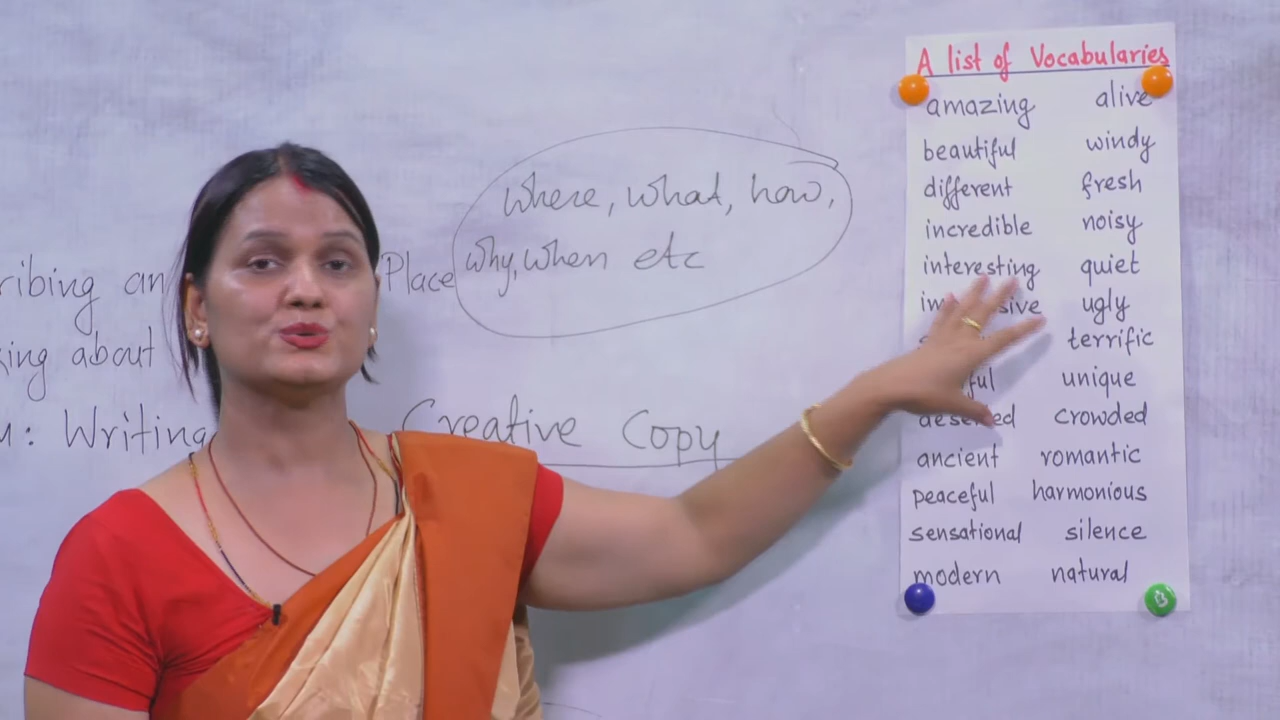 ribing an Place
ing about
: Writing Creative Copy
where, what, how,
why, when etc
A list of Vocabularies
amazing alive
beautiful windy
different fresh
incredible noisy
interesting quiet
ugly
terrific
unique
crowded
ancient romantic
peaceful harmonious
sensational silence
modern natural